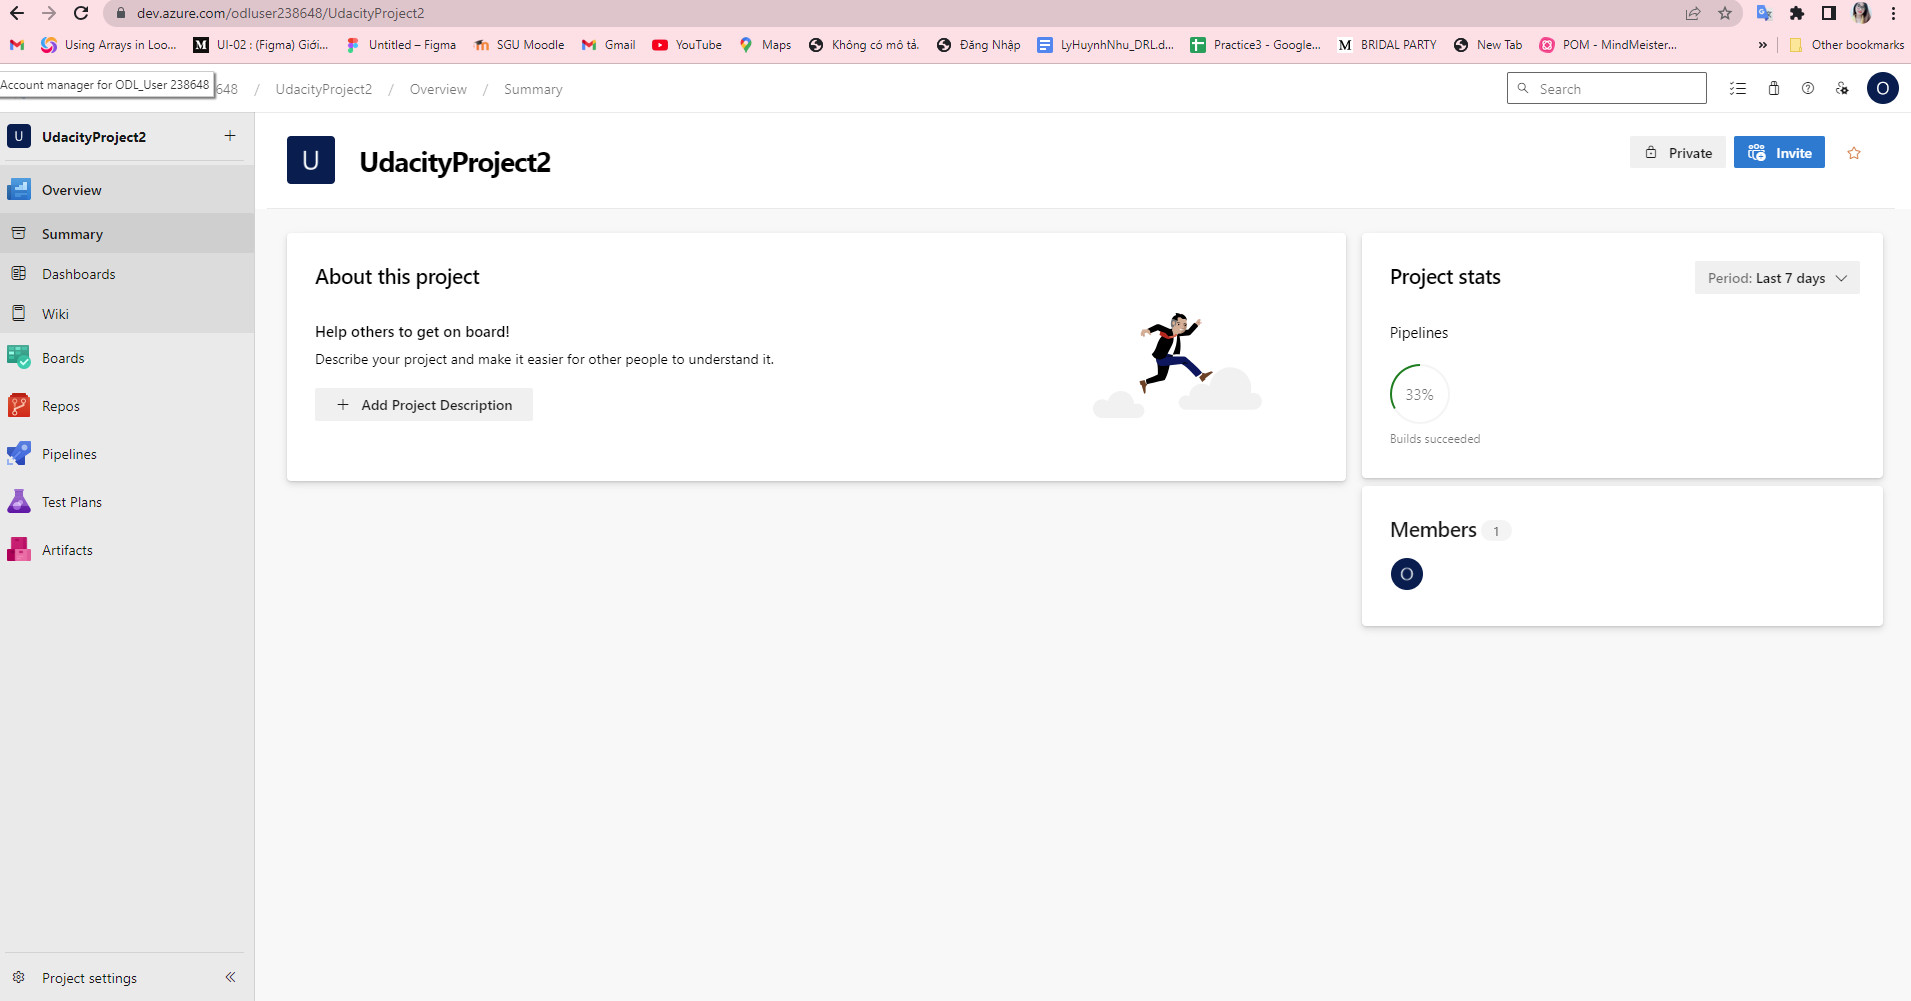 dev.azure.com/odluser238648/UdacityProject2
Using Arrays in Loo... M UI-02 : (Figma) Giới... Untitled – Figma SGU Moodle Gmail YouTube Maps Không có mô tả. Đăng Nhập LyHuynhNhu_DRL.d... Practice3 - Google... M BRIDAL PARTY New Tab POM - MindMeister... » Other bookmarks
Account manager for ODL_User 238648
648 / UdacityProject2 / Overview / Summary
Search
O
U UdacityProject2 +
Overview
Summary
Dashboards
Wiki
Boards
Repos
Pipelines
Test Plans
Artifacts
Project settings
U UdacityProject2
Private
Invite
About this project
Help others to get on board!
Describe your project and make it easier for other people to understand it.
+ Add Project Description
Project stats
Period: Last 7 days
Pipelines
33%
Builds succeeded
Members 1
O